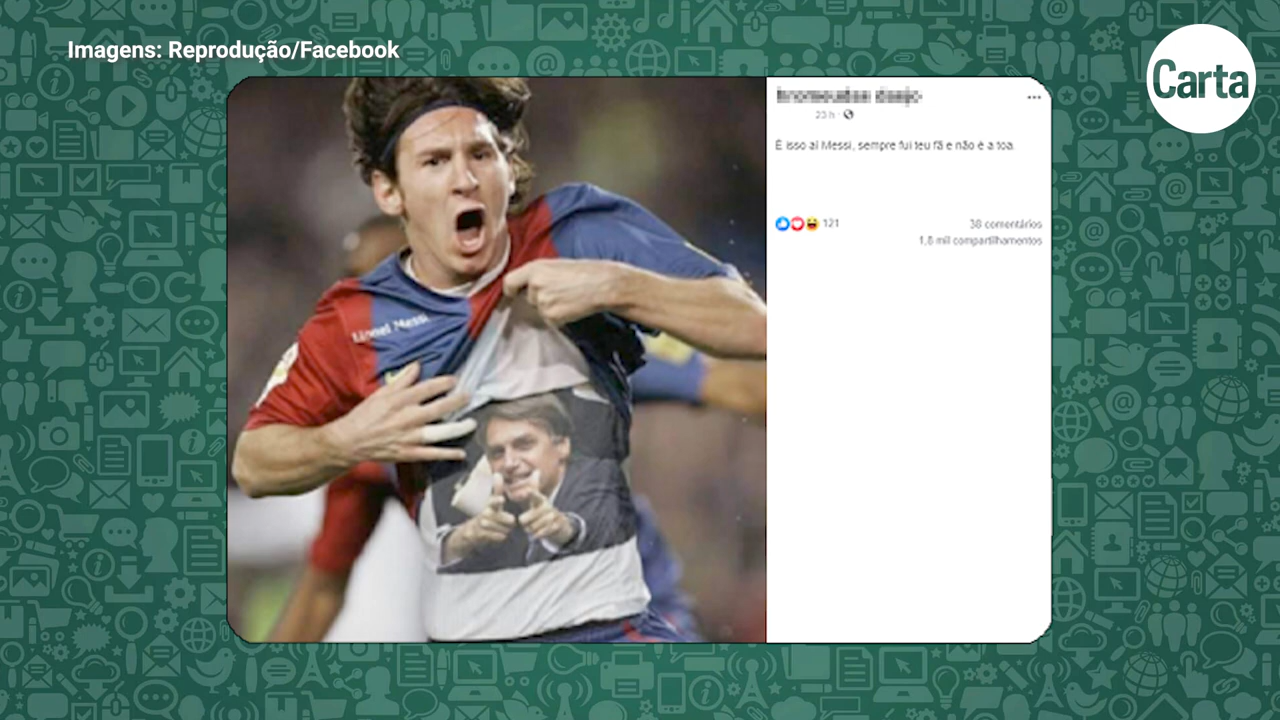 Imagens: Reprodução/Facebook
Carta
23 h
É isso aí Messi, sempre fui teu fã e não é a toa.
121
38 comentários
1,8 mil compartilhamentos
Lionel Messi